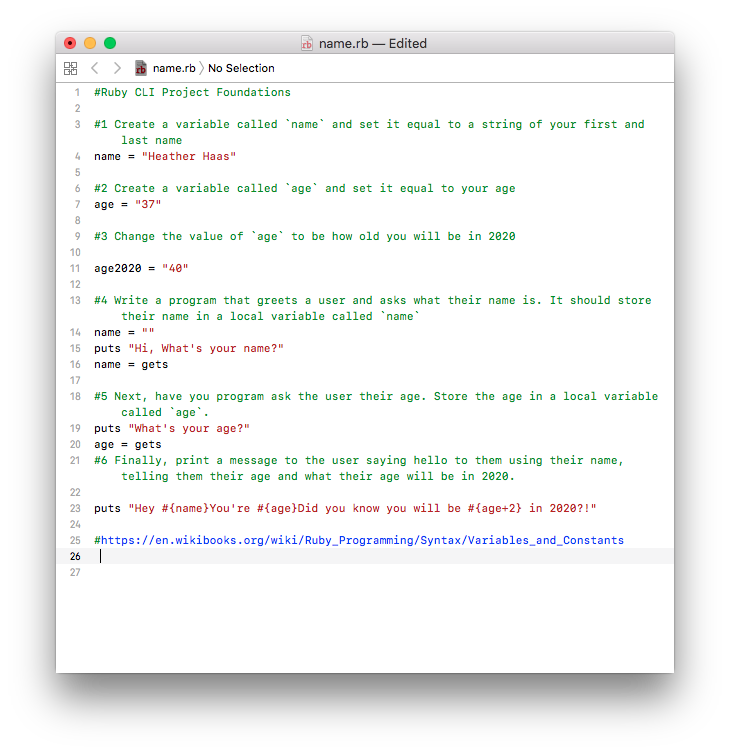 name.rb — Edited
name.rb 〉 No Selection
1 #Ruby CLI Project Foundations
2
3 #1 Create a variable called `name` and set it equal to a string of your first and
last name
4 name = "Heather Haas"
5
6 #2 Create a variable called `age` and set it equal to your age
7 age = "37"
8
9 #3 Change the value of `age` to be how old you will be in 2020
10
11 age2020 = "40"
12
13 #4 Write a program that greets a user and asks what their name is. It should store
their name in a local variable called `name`
14 name = ""
15 puts "Hi, What's your name?"
16 name = gets
17
18 #5 Next, have you program ask the user their age. Store the age in a local variable
called `age`.
19 puts "What's your age?"
20 age = gets
21 #6 Finally, print a message to the user saying hello to them using their name,
telling them their age and what their age will be in 2020.
22
23 puts "Hey #{name}You're #{age}Did you know you will be #{age+2} in 2020?!"
24
25 #https://en.wikibooks.org/wiki/Ruby_Programming/Syntax/Variables_and_Constants
26
27